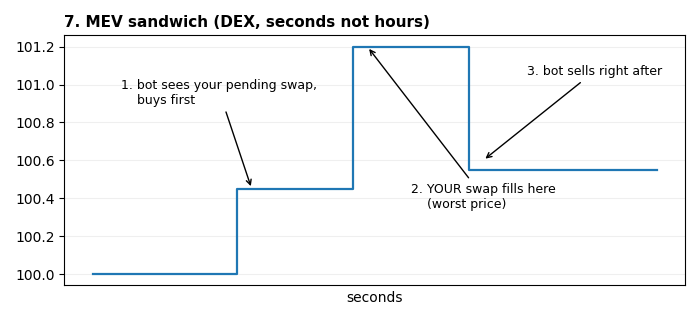 7. MEV sandwich (DEX, seconds not hours)
101.2
101.0
100.8
100.6
100.4
100.2
100.0
1. bot sees your pending swap,
buys first
3. bot sells right after
2. YOUR swap fills here
(worst price)
seconds